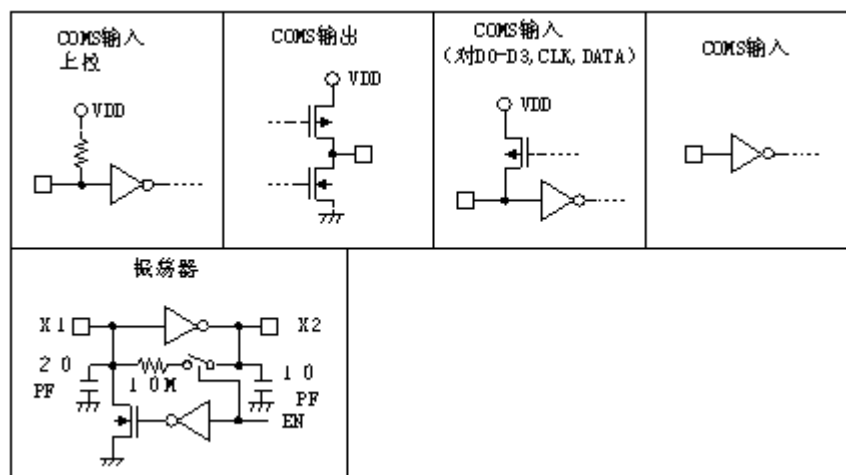 COMS输入
上拉
VDD
COMS输出
VDD
COMS输入
(对D0-D3,CLK,DATA)
VDD
COMS输入
振荡器
X1
X2
20
PF
10M
10
PF
EN